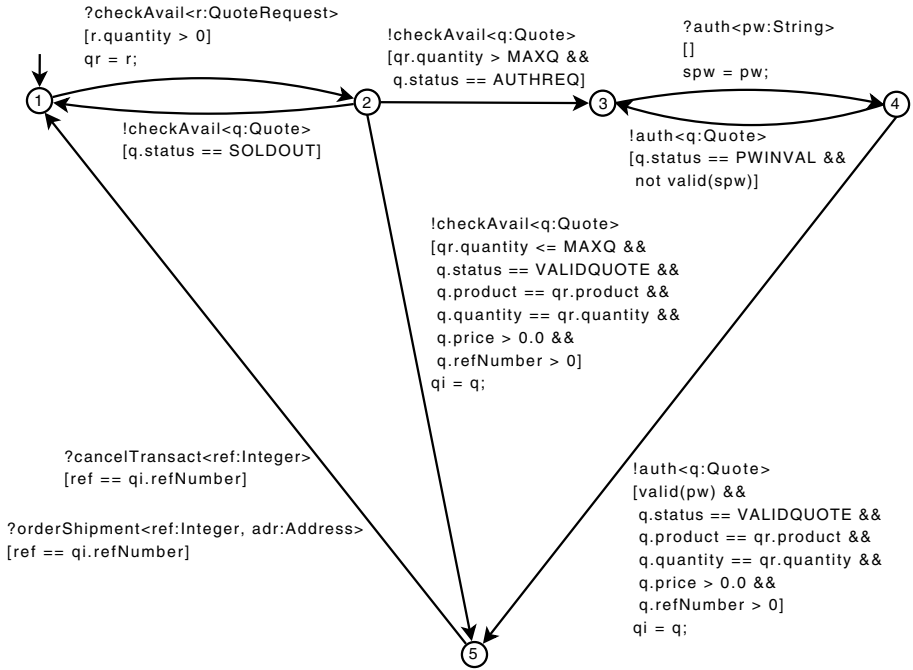 ?checkAvail<r:QuoteRequest>
[r.quantity > 0]
qr = r;
!checkAvail<q:Quote>
[qr.quantity > MAXQ &&
q.status == AUTHREQ]
?auth<pw:String>
[]
spw = pw;
1
2
3
4
!checkAvail<q:Quote>
[q.status == SOLDOUT]
!auth<q:Quote>
[q.status == PWINVAL &&
not valid(spw)]
!checkAvail<q:Quote>
[qr.quantity <= MAXQ &&
q.status == VALIDQUOTE &&
q.product == qr.product &&
q.quantity == qr.quantity &&
q.price > 0.0 &&
q.refNumber > 0]
qi = q;
?cancelTransact<ref:Integer>
[ref == qi.refNumber]
?orderShipment<ref:Integer, adr:Address>
[ref == qi.refNumber]
!auth<q:Quote>
[valid(pw) &&
q.status == VALIDQUOTE &&
q.product == qr.product &&
q.quantity == qr.quantity &&
q.price > 0.0 &&
q.refNumber > 0]
qi = q;
5